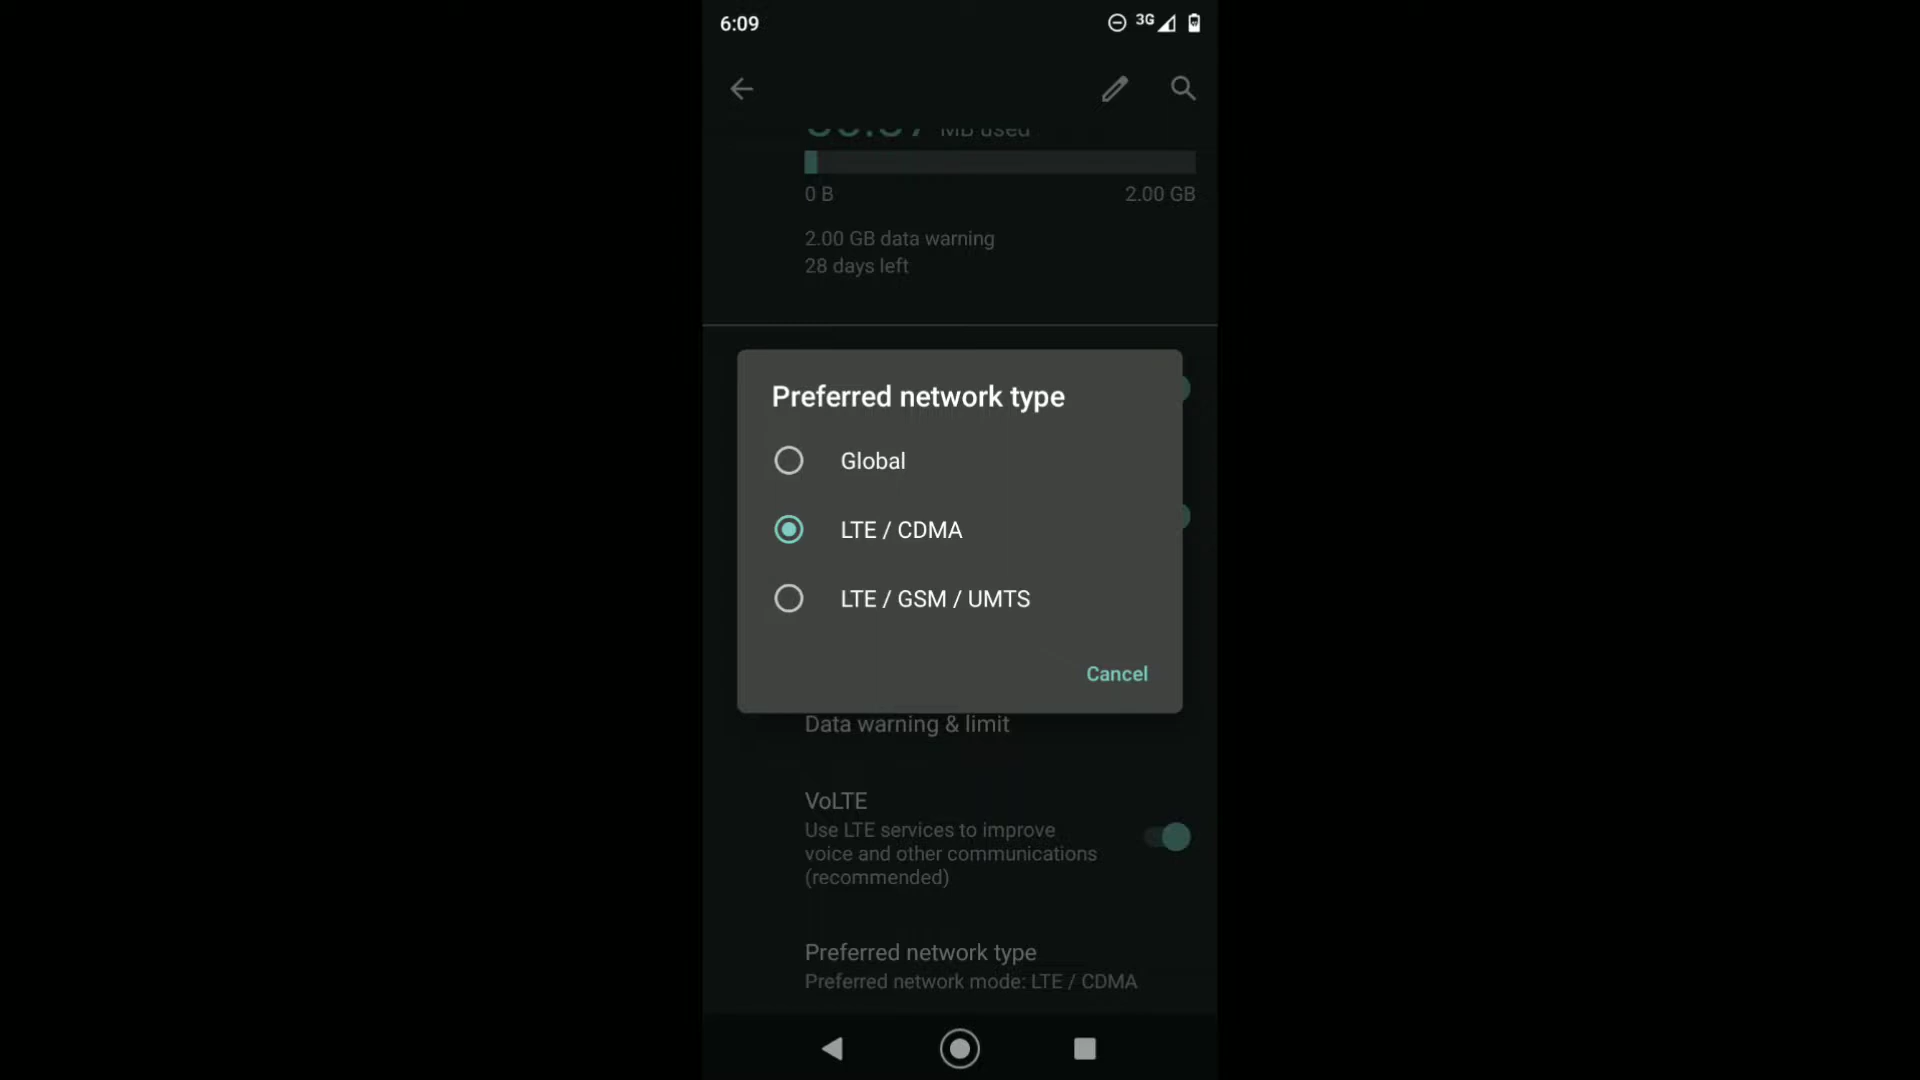 6:09
3G
MB used
0 B
2.00 GB
2.00 GB data warning
28 days left
Preferred network type
Global
LTE / CDMA
LTE / GSM / UMTS
Cancel
Data warning & limit
VoLTE
Use LTE services to improve
voice and other communications
(recommended)
Preferred network type
Preferred network mode: LTE / CDMA